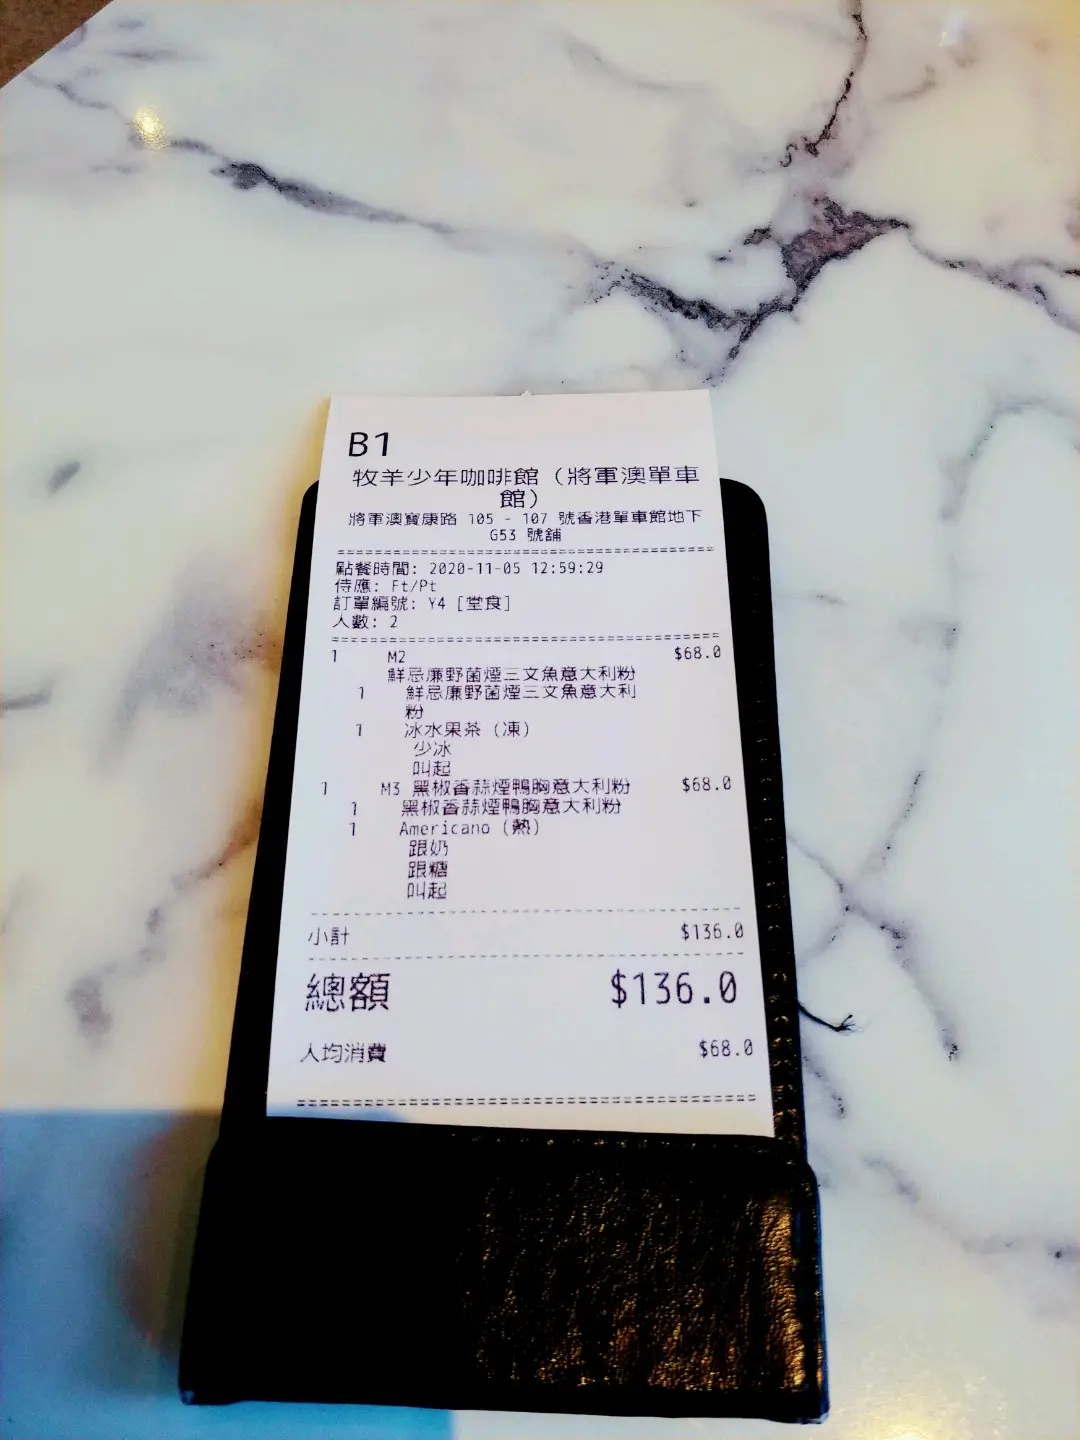 B1
牧羊少年咖啡館（將軍澳單車
館）
將軍澳寶康路 105 - 107 號香港單車館地下
G53 號舖
點餐時間: 2020-11-05 12:59:29
侍應: Ft/Pt
訂單編號: Y4 [堂食]
人數: 2
1 M2 $68.0
鮮忌廉野菌煙三文魚意大利粉
1 鮮忌廉野菌煙三文魚意大利
粉
1 冰水果茶 (凍)
少冰
叫起
1 M3 黑椒香蒜煙鴨胸意大利粉 $68.0
1 黑椒香蒜煙鴨胸意大利粉
1 Americano (熱)
跟奶
跟糖
叫起
小計 $136.0
總額 $136.0
人均消費 $68.0